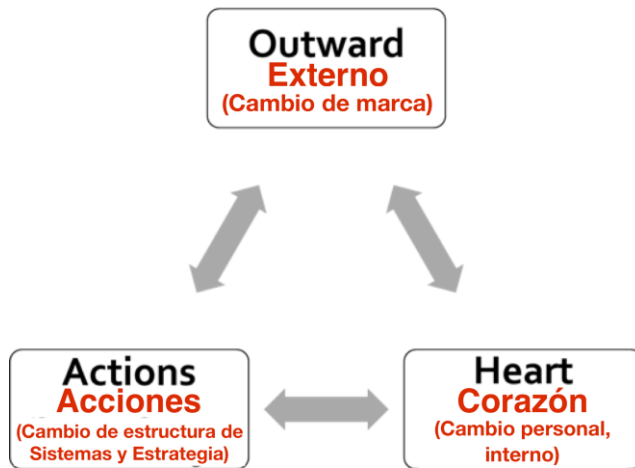 Outward
Externo
(Cambio de marca)
Actions
Acciones
(Cambio de estructura de
Sistemas y Estrategia)
Heart
Corazón
(Cambio personal,
interno)